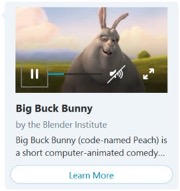 Big Buck Bunny
by the Blender Institute
Big Buck Bunny (code-named Peach) is
a short computer-animated comedy...
Learn More